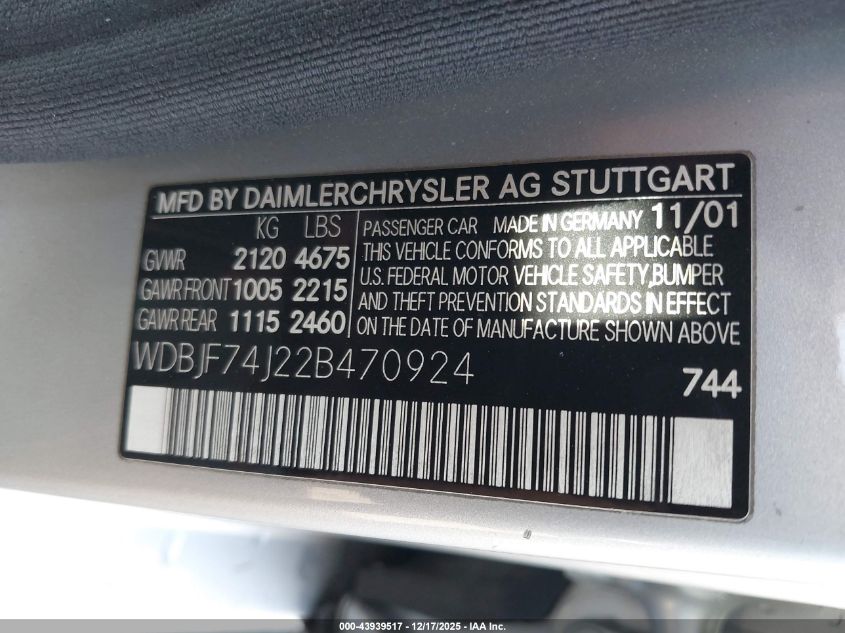 MFD BY DAIMLERCHRYSLER AG STUTTGART
KG LBS
GVWR 2120 4675
GAWR FRONT 1005 2215
GAWR REAR 1115 2460
PASSENGER CAR MADE IN GERMANY 11/01
THIS VEHICLE CONFORMS TO ALL APPLICABLE
U.S. FEDERAL MOTOR VEHICLE SAFETY,BUMPER
AND THEFT PREVENTION STANDARDS IN EFFECT
ON THE DATE OF MANUFACTURE SHOWN ABOVE
WDBJF74J22B470924
744
000-43939517 - 12/17/2025 - IAA Inc.